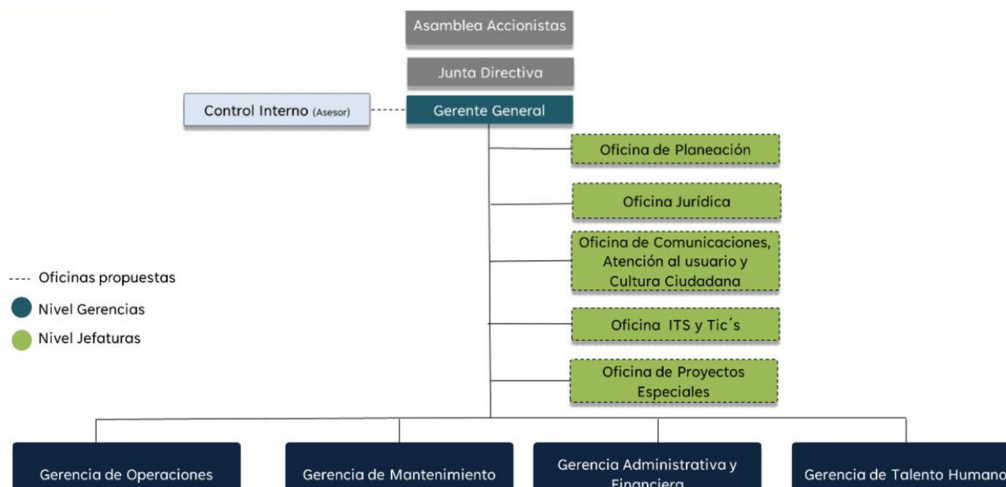 Asamblea Accionistas
Junta Directiva
Control Interno (Asesor)
Gerente General
Oficina de Planeación
Oficina Jurídica
Oficina de Comunicaciones,
Atención al usuario y
Cultura Ciudadana
Oficina ITS y Tic´s
Oficina de Proyectos
Especiales
Oficinas propuestas
Nivel Gerencias
Nivel Jefaturas
Gerencia de Operaciones
Gerencia de Mantenimiento
Gerencia Administrativa y
Financiera
Gerencia de Talento Humano